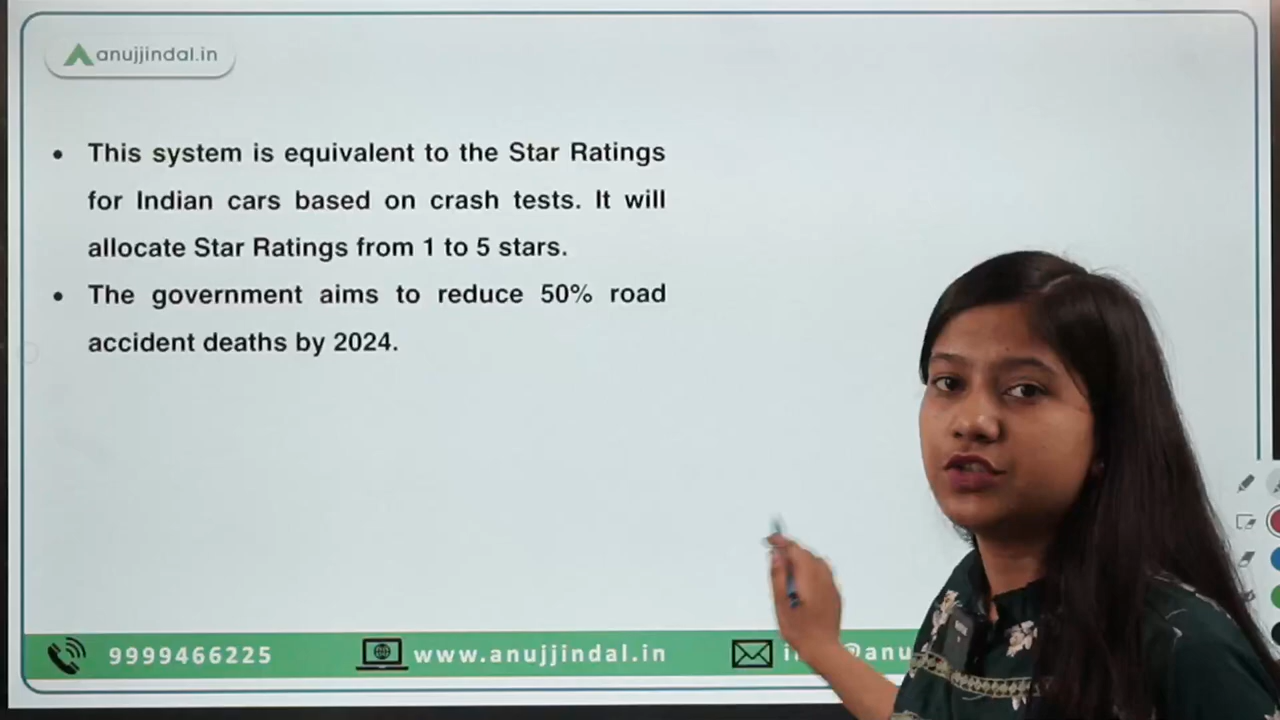 anujjindal.in
This system is equivalent to the Star Ratings
for Indian cars based on crash tests. It will
allocate Star Ratings from 1 to 5 stars.
The government aims to reduce 50% road
accident deaths by 2024.
9999466225
www.anujjindal.in